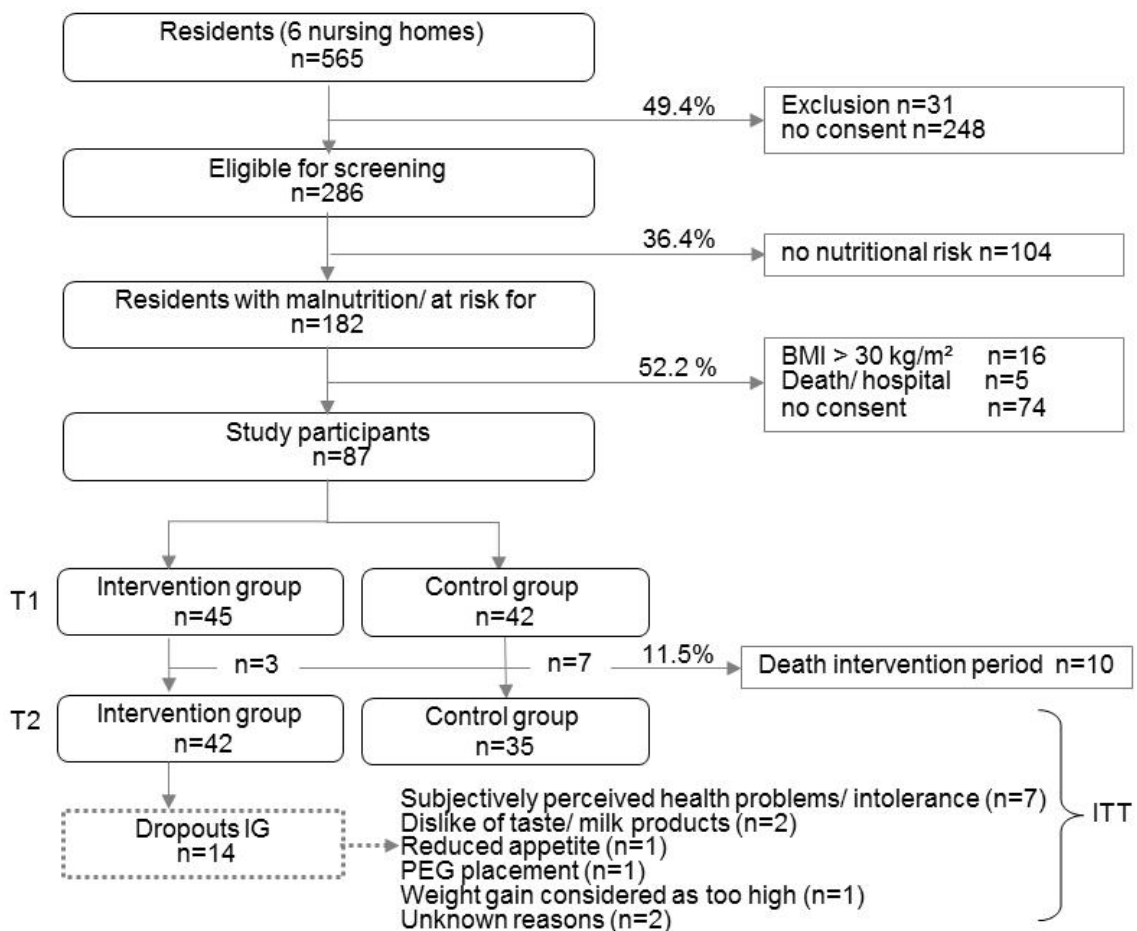 Residents (6 nursing homes)
n=565
49.4%
Exclusion n=31
no consent n=248
Eligible for screening
n=286
36.4%
no nutritional risk n=104
Residents with malnutrition/ at risk for
n=182
52.2 %
BMI > 30 kg/m² n=16
Death/ hospital n=5
no consent n=74
Study participants
n=87
T1
Intervention group
n=45
Control group
n=42
n=3
n=7
11.5%
Death intervention period n=10
T2
Intervention group
n=42
Control group
n=35
Dropouts IG
n=14
Subjectively perceived health problems/ intolerance (n=7)
Dislike of taste/ milk products (n=2)
Reduced appetite (n=1)
PEG placement (n=1)
Weight gain considered as too high (n=1)
Unknown reasons (n=2)
ITT